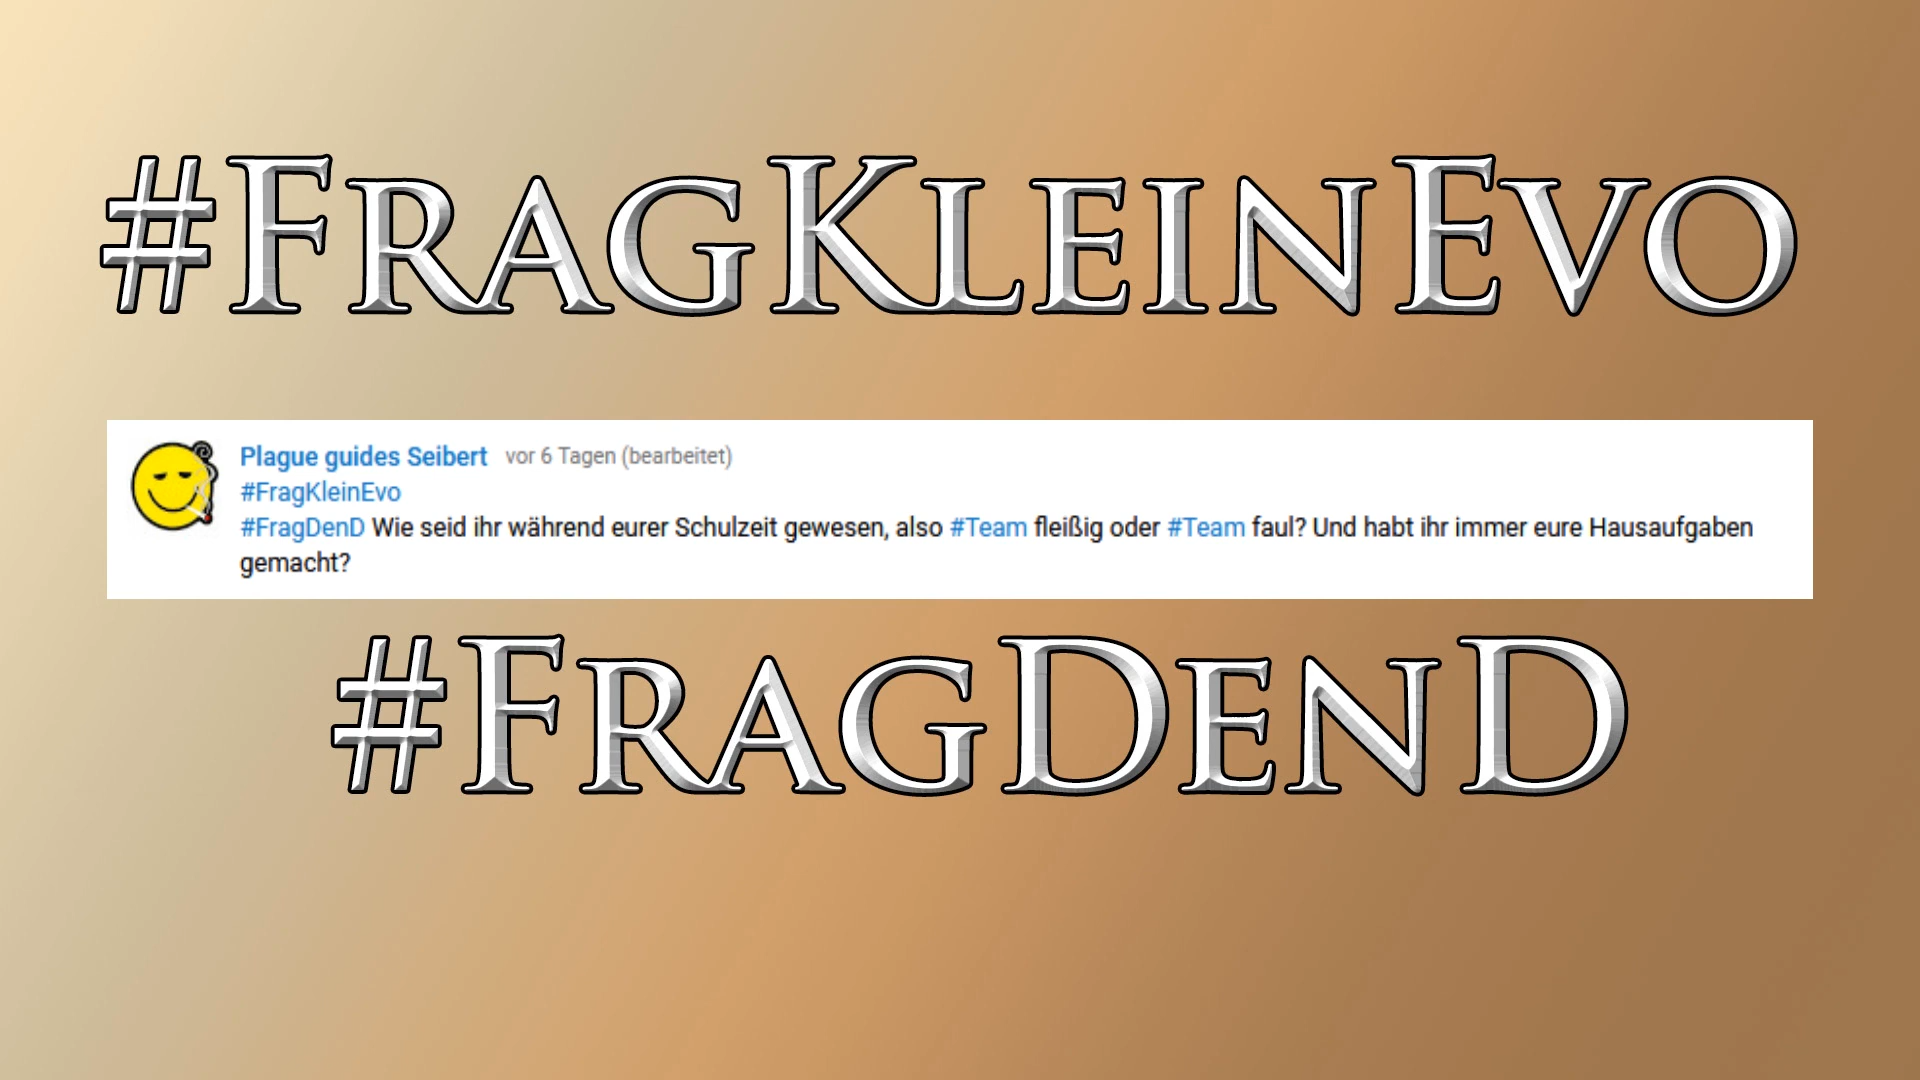 #FragKleinEvo
Plague guides Seibert vor 6 Tagen (bearbeitet)
#FragKleinEvo
#FragDenD Wie seid ihr während eurer Schulzeit gewesen, also #Team fleißig oder #Team faul? Und habt ihr immer eure Hausaufgaben
gemacht?
#FragDenD